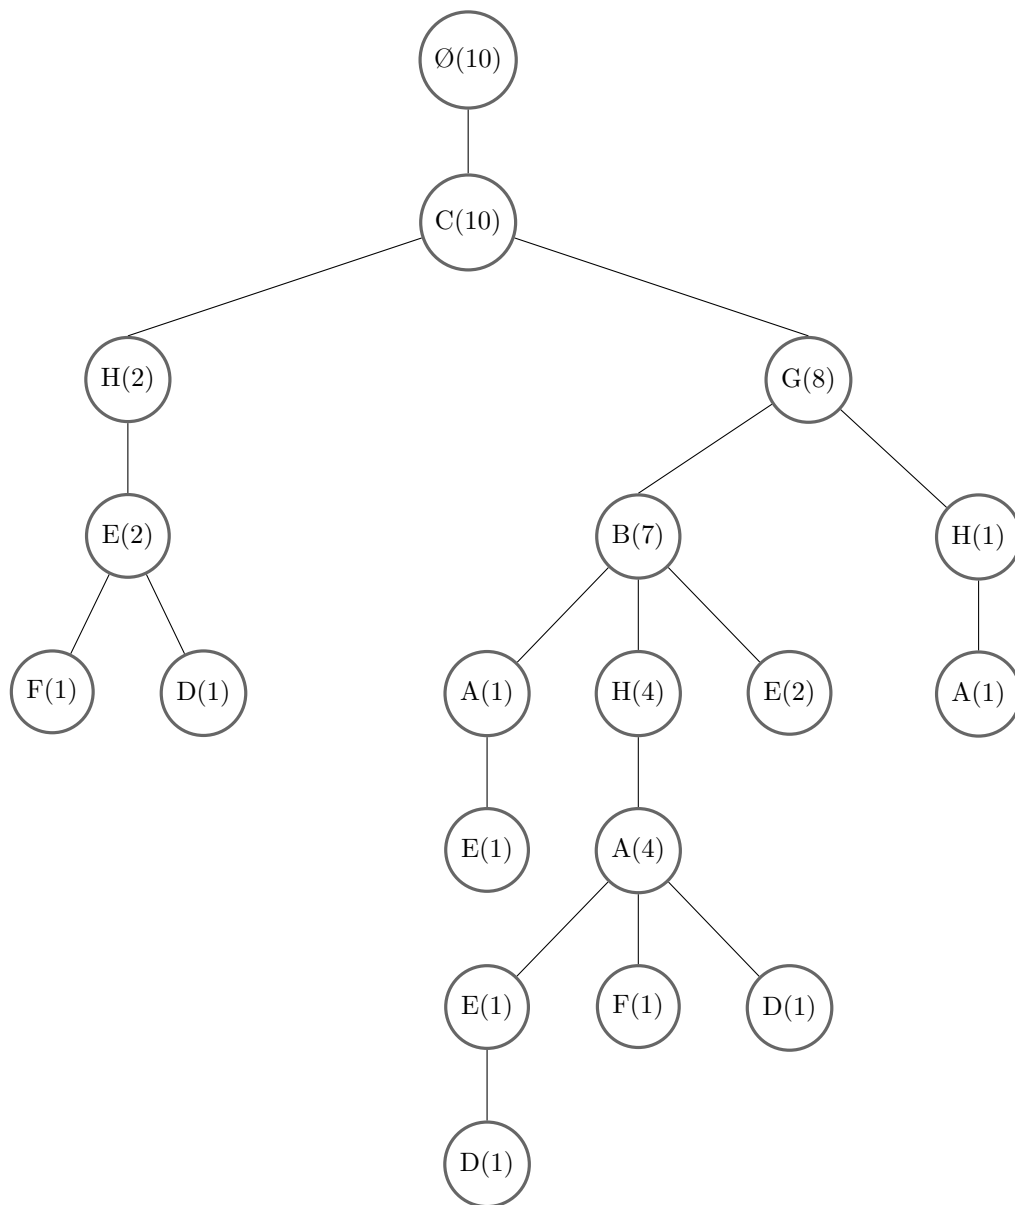 Ø(10)
C(10)
H(2)
G(8)
E(2)
B(7)
H(1)
F(1)
D(1)
A(1)
H(4)
E(2)
A(1)
E(1)
A(4)
E(1)
F(1)
D(1)
D(1)